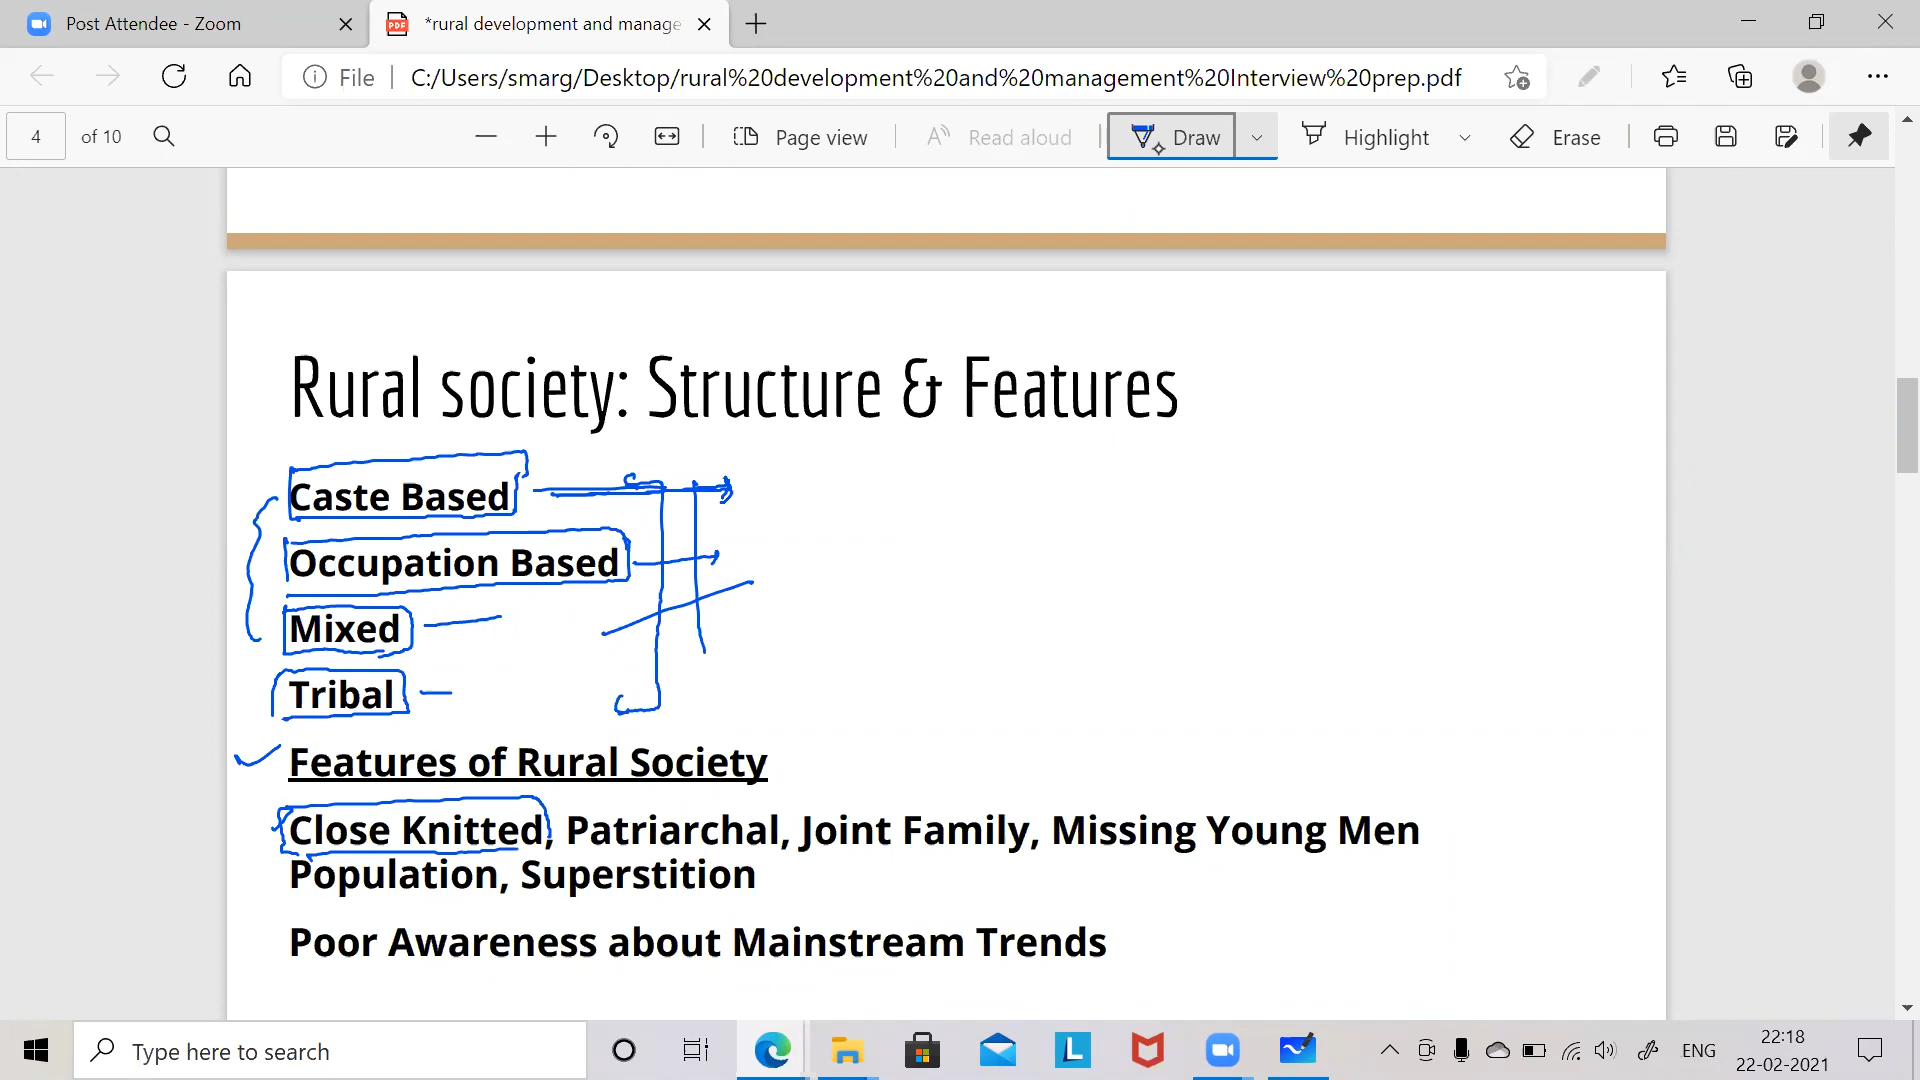 Post Attendee - Zoom
*rural development and manage
File
C:/Users/smarg/Desktop/rural%20development%20and%20management%20Interview%20prep.pdf
4 of 10
Page view
Read aloud
Draw
Highlight
Erase
Rural society: Structure & Features
Caste Based
Occupation Based
Mixed
Tribal
Features of Rural Society
Close Knitted, Patriarchal, Joint Family, Missing Young Men
Population, Superstition
Poor Awareness about Mainstream Trends
Type here to search
ENG
22:18
22-02-2021